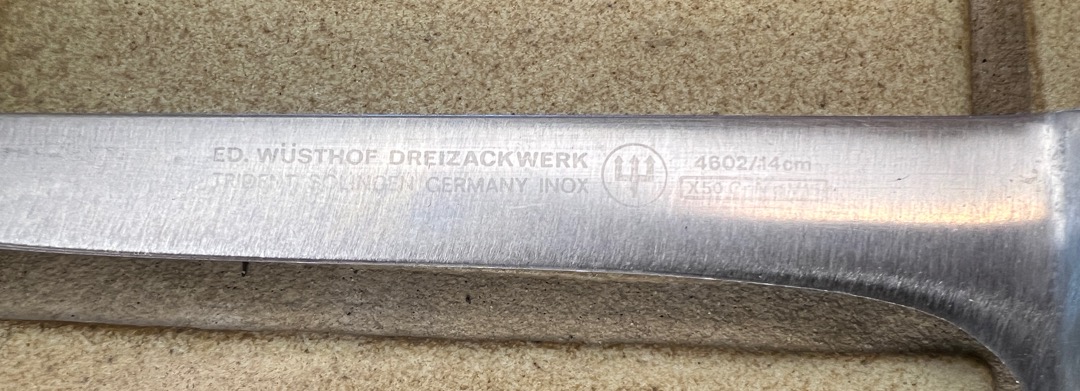 ED. WÜSTHOF DREIZACKWERK
TRIDENT, SOLINGEN GERMANY INOX
4602/14cm
X50